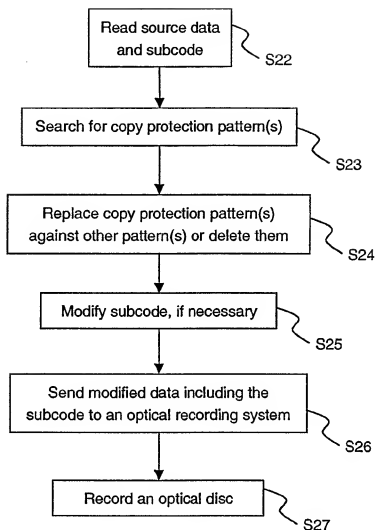 Read source data
and subcode
S22
Search for copy protection pattern(s)
S23
Replace copy protection pattern(s)
against other pattern(s) or delete them
S24
Modify subcode, if necessary
S25
Send modified data including the
subcode to an optical recording system
S26
Record an optical disc
S27